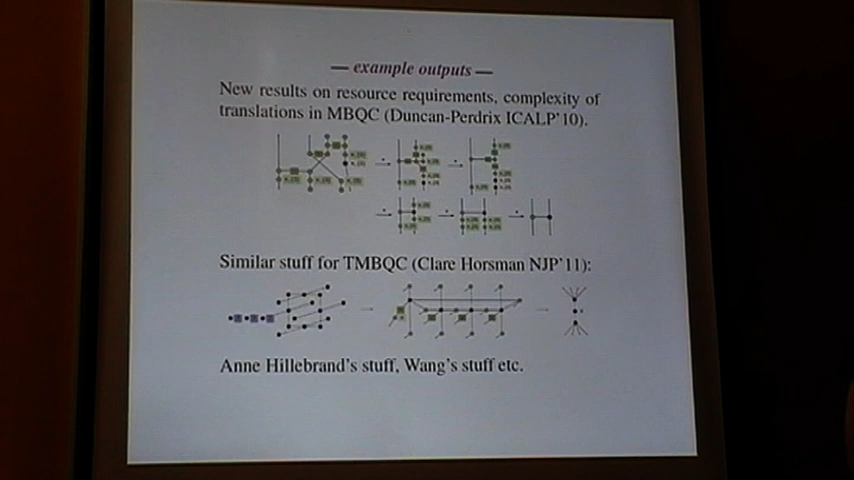 — example outputs —
New results on resource requirements, complexity of
translations in MBQC (Duncan-Perdrix ICALP'10).
Similar stuff for TMBQC (Clare Horsman NJP'11):
Anne Hillebrand's stuff, Wang's stuff etc.